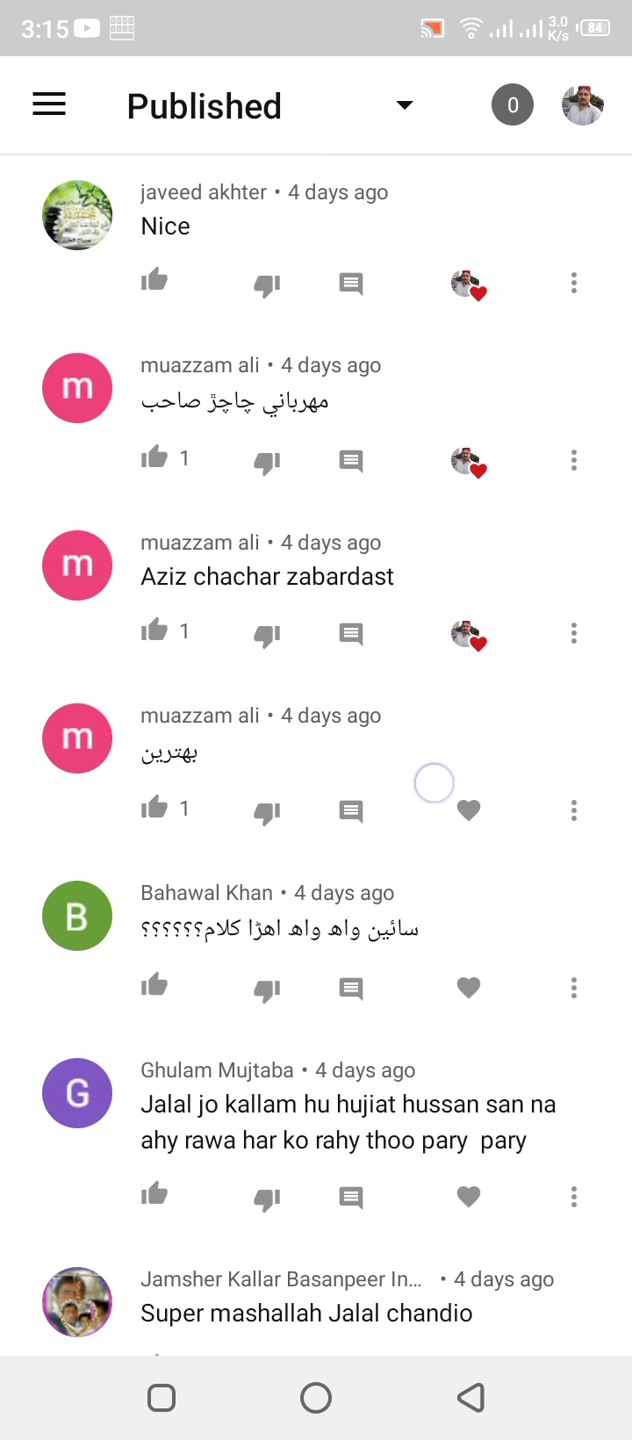 3:15
3.0
K/s
84
Published
0
javeed akhter • 4 days ago
Nice
muazzam ali • 4 days ago
مهرباني چاچڙ صاحب
1
muazzam ali • 4 days ago
Aziz chachar zabardast
1
muazzam ali • 4 days ago
بهترين
1
Bahawal Khan • 4 days ago
سائين واھ واھ اهڙا ڪلام؟؟؟؟؟؟
Ghulam Mujtaba • 4 days ago
Jalal jo kallam hu hujiat hussan san na
ahy rawa har ko rahy thoo pary pary
Jamsher Kallar Basanpeer In... • 4 days ago
Super mashallah Jalal chandio